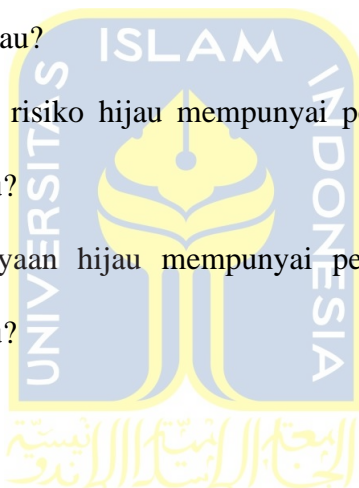 au?
ISLAM
risiko hijau mempunyai pe
u?
yaan hijau mempunyai pe
u?
UNIVERSITAS
INDONESIA